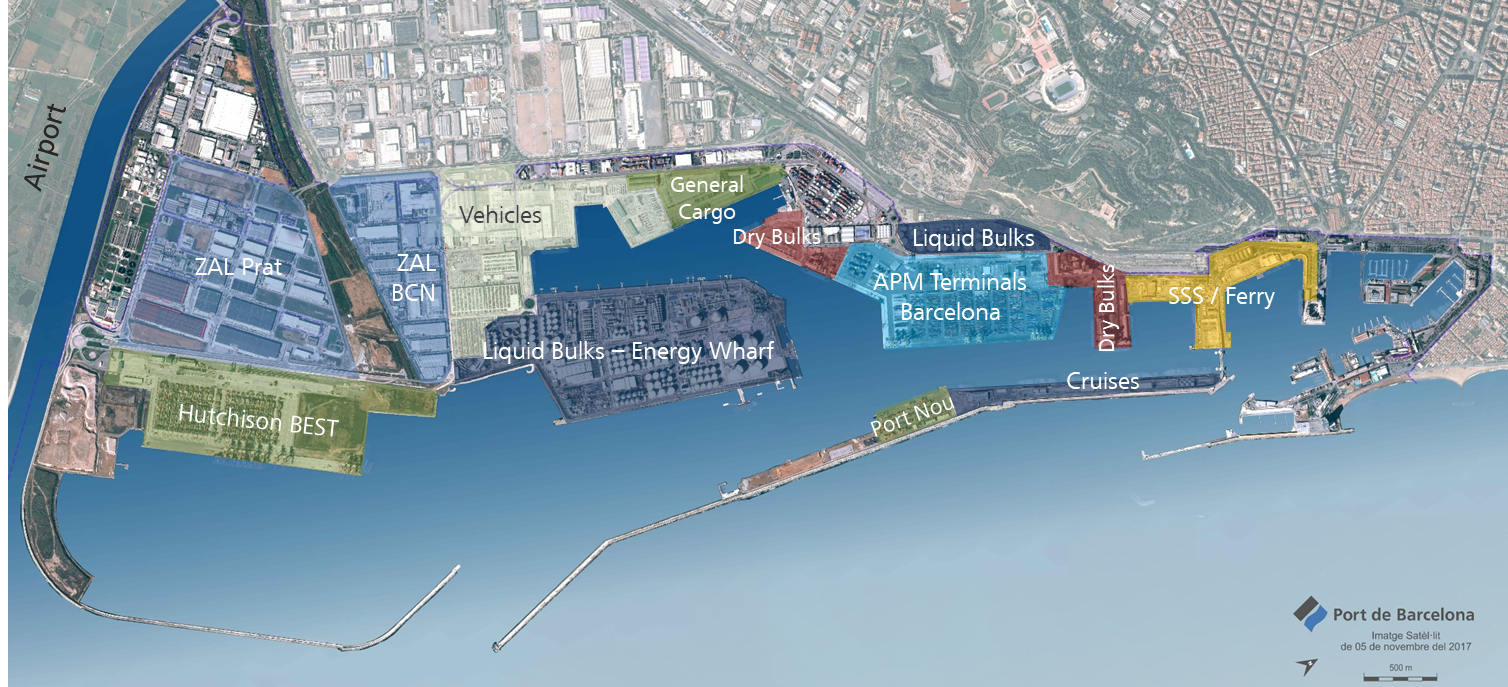 Airport
General
Cargo
Vehicles
Dry Bulks
Liquid Bulks
ZAL Prat
ZAL
BCN
APM Terminals
Barcelona
Dry Bulks
SSS / Ferry
Liquid Bulks – Energy Wharf
Cruises
Hutchison BEST
Port Nou
Port de Barcelona
Imatge Satèl·lit
de 05 de novembre del 2017
500 m